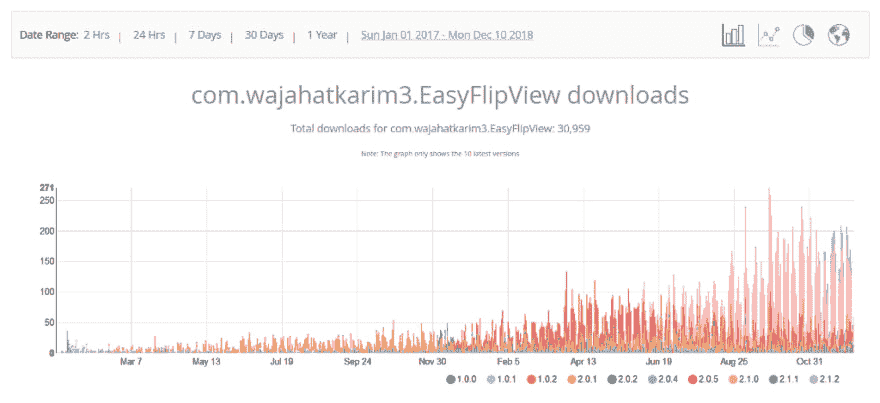 Date Range: 2 Hrs | 24 Hrs | 7 Days | 30 Days | 1 Year | Sun Jan 01 2017 - Mon Dec 10 2018
com.wajahatkarim3.EasyFlipView downloads
Total downloads for com.wajahatkarim3.EasyFlipView: 30,959
Note: The graph only shows the 10 latest versions
271
250
200
150
100
50
0
Mar 7 May 13 Jul 19 Sep 24 Nov 30 Feb 5 Apr 13 Jun 19 Aug 25 Oct 31
1.0.0 1.0.1 1.0.2 2.0.1 2.0.2 2.0.4 2.0.5 2.1.0 2.1.1 2.1.2